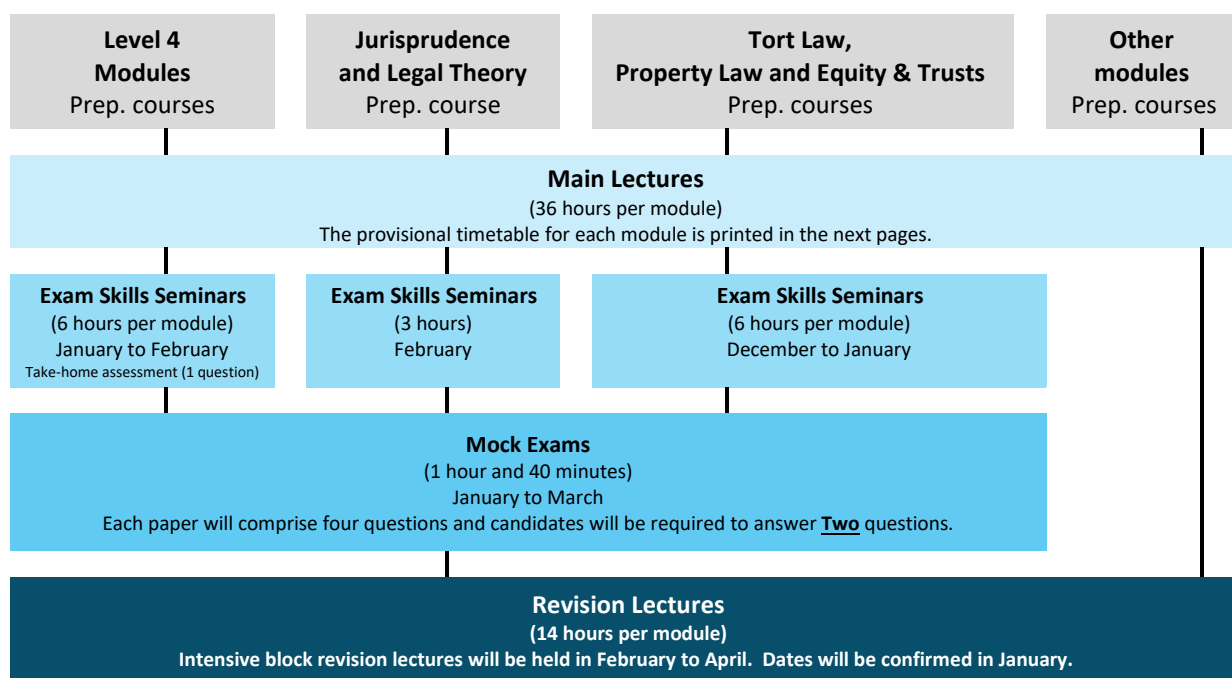 Level 4
Modules
Prep. courses
Jurisprudence
and Legal Theory
Prep. course
Tort Law,
Property Law and Equity & Trusts
Prep. courses
Other
modules
Prep. courses
Main Lectures
(36 hours per module)
The provisional timetable for each module is printed in the next pages.
Exam Skills Seminars
(6 hours per module)
January to February
Take-home assessment (1 question)
Exam Skills Seminars
(3 hours)
February
Exam Skills Seminars
(6 hours per module)
December to January
Mock Exams
(1 hour and 40 minutes)
January to March
Each paper will comprise four questions and candidates will be required to answer Two questions.
Revision Lectures
(14 hours per module)
Intensive block revision lectures will be held in February to April. Dates will be confirmed in January.